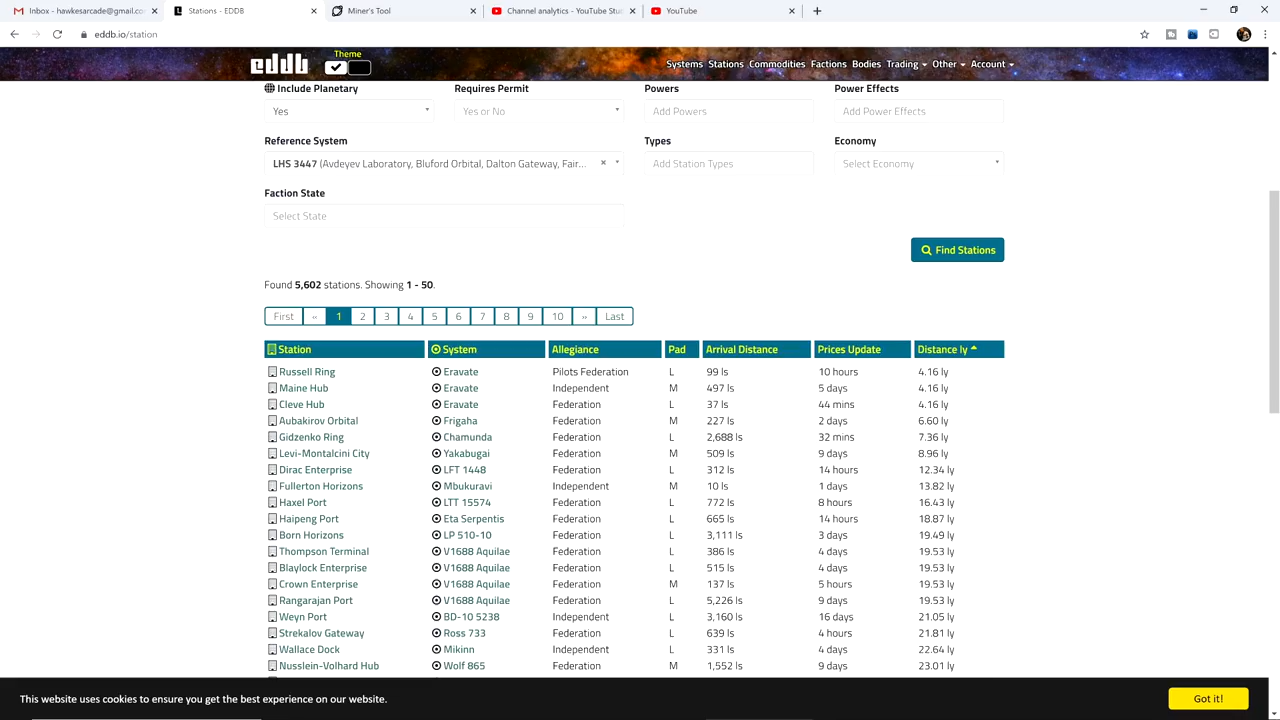 Inbox - hawkesarcade@gmail.co
Stations - EDDB
Miner's Tool
Channel analytics - YouTube Stu
YouTube
eddb.io/station
eddb
Theme
Systems Stations Commodities Factions Bodies Trading Other Account
Include Planetary Requires Permit Powers Power Effects
Yes Yes or No Add Powers Add Power Effects
Reference System Types Economy
LHS 3447 (Avdeyev Laboratory, Bluford Orbital, Dalton Gateway, Fair... × Add Station Types Select Economy
Faction State
Select State
Find Stations
Found 5,602 stations. Showing 1 - 50.
First « 1 2 3 4 5 6 7 8 9 10 » Last
Station System Allegiance Pad Arrival Distance Prices Update Distance ly
Russell Ring Eravate Pilots Federation L 99 ls 10 hours 4.16 ly
Maine Hub Eravate Independent M 497 ls 5 days 4.16 ly
Cleve Hub Eravate Federation L 37 ls 44 mins 4.16 ly
Aubakirov Orbital Frigaha Federation M 227 ls 2 days 6.60 ly
Gidzenko Ring Chamunda Federation L 2,688 ls 32 mins 7.36 ly
Levi-Montalcini City Yakabugai Federation M 509 ls 9 days 8.96 ly
Dirac Enterprise LFT 1448 Federation L 312 ls 14 hours 12.34 ly
Fullerton Horizons Mbukuravi Independent M 10 ls 1 days 13.82 ly
Haxel Port LTT 15574 Federation L 772 ls 8 hours 16.43 ly
Haipeng Port Eta Serpentis Federation L 665 ls 14 hours 18.87 ly
Born Horizons LP 510-10 Federation L 3,111 ls 3 days 19.49 ly
Thompson Terminal V1688 Aquilae Federation L 386 ls 4 days 19.53 ly
Blaylock Enterprise V1688 Aquilae Federation L 515 ls 4 days 19.53 ly
Crown Enterprise V1688 Aquilae Federation M 137 ls 5 hours 19.53 ly
Rangarajan Port V1688 Aquilae Federation L 5,226 ls 9 days 19.53 ly
Weyn Port BD-10 5238 Independent L 3,160 ls 16 days 21.05 ly
Strekalov Gateway Ross 733 Federation L 639 ls 4 hours 21.81 ly
Wallace Dock Mikinn Independent L 331 ls 4 days 22.64 ly
Nusslein-Volhard Hub Wolf 865 Federation M 1,552 ls 9 days 23.01 ly
This website uses cookies to ensure you get the best experience on our website.
Got it!